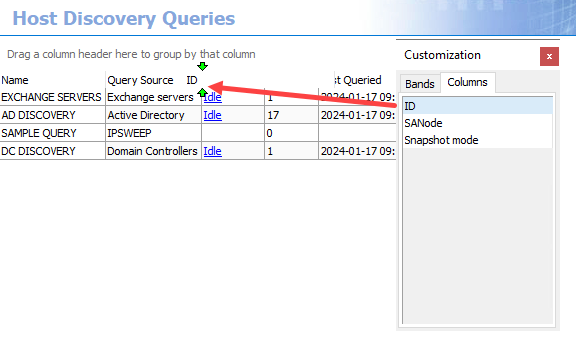 Host Discovery Queries
Drag a column header here to group by that column
Name Query Source ID st Queried
EXCHANGE SERVERS Exchange servers Idle 1 2024-01-17 09:
AD DISCOVERY Active Directory Idle 17 2024-01-17 09:
SAMPLE QUERY IPSWEEP 0
DC DISCOVERY Domain Controllers Idle 1 2024-01-17 09:
Customization x
Bands Columns
ID
SANode
Snapshot mode